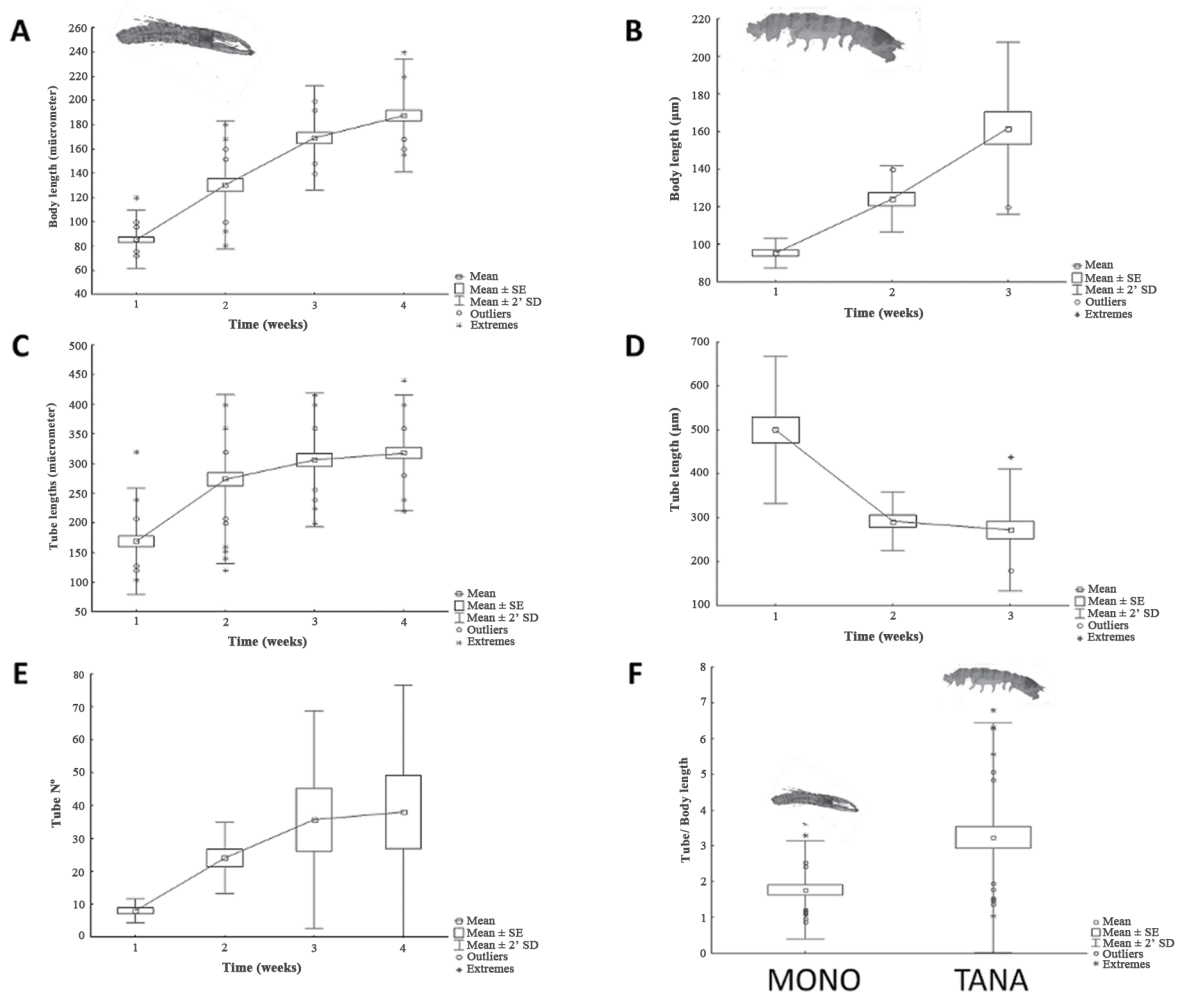 A
260
240
220
200
180
160
140
120
100
80
60
40
Body length (mücrometer)
1 2 3 4
Time (weeks)
Mean
Mean ± SE
Mean ± 2' SD
Outliers
Extremes
B
220
200
180
160
140
120
100
80
Body length (µm)
1 2 3
Time (weeks)
Mean
Mean ± SE
Mean ± 2' SD
Outliers
Extremes
C
500
450
400
350
300
250
200
150
100
50
Tube lengths (mücrometer)
1 2 3 4
Time (weeks)
Mean
Mean ± SE
Mean ± 2' SD
Outliers
Extremes
D
700
600
500
400
300
200
100
Tube length (µm)
1 2 3
Time (weeks)
Mean
Mean ± SE
Mean ± 2' SD
Outliers
Extremes
E
80
70
60
50
40
30
20
10
0
Tube Nº
1 2 3 4
Time (weeks)
Mean
Mean ± SE
Mean ± 2' SD
Outliers
Extremes
F
8
7
6
5
4
3
2
1
0
Tube/ Body length
MONO TANA
Mean
Mean ± SE
Mean ± 2' SD
Outliers
Extremes